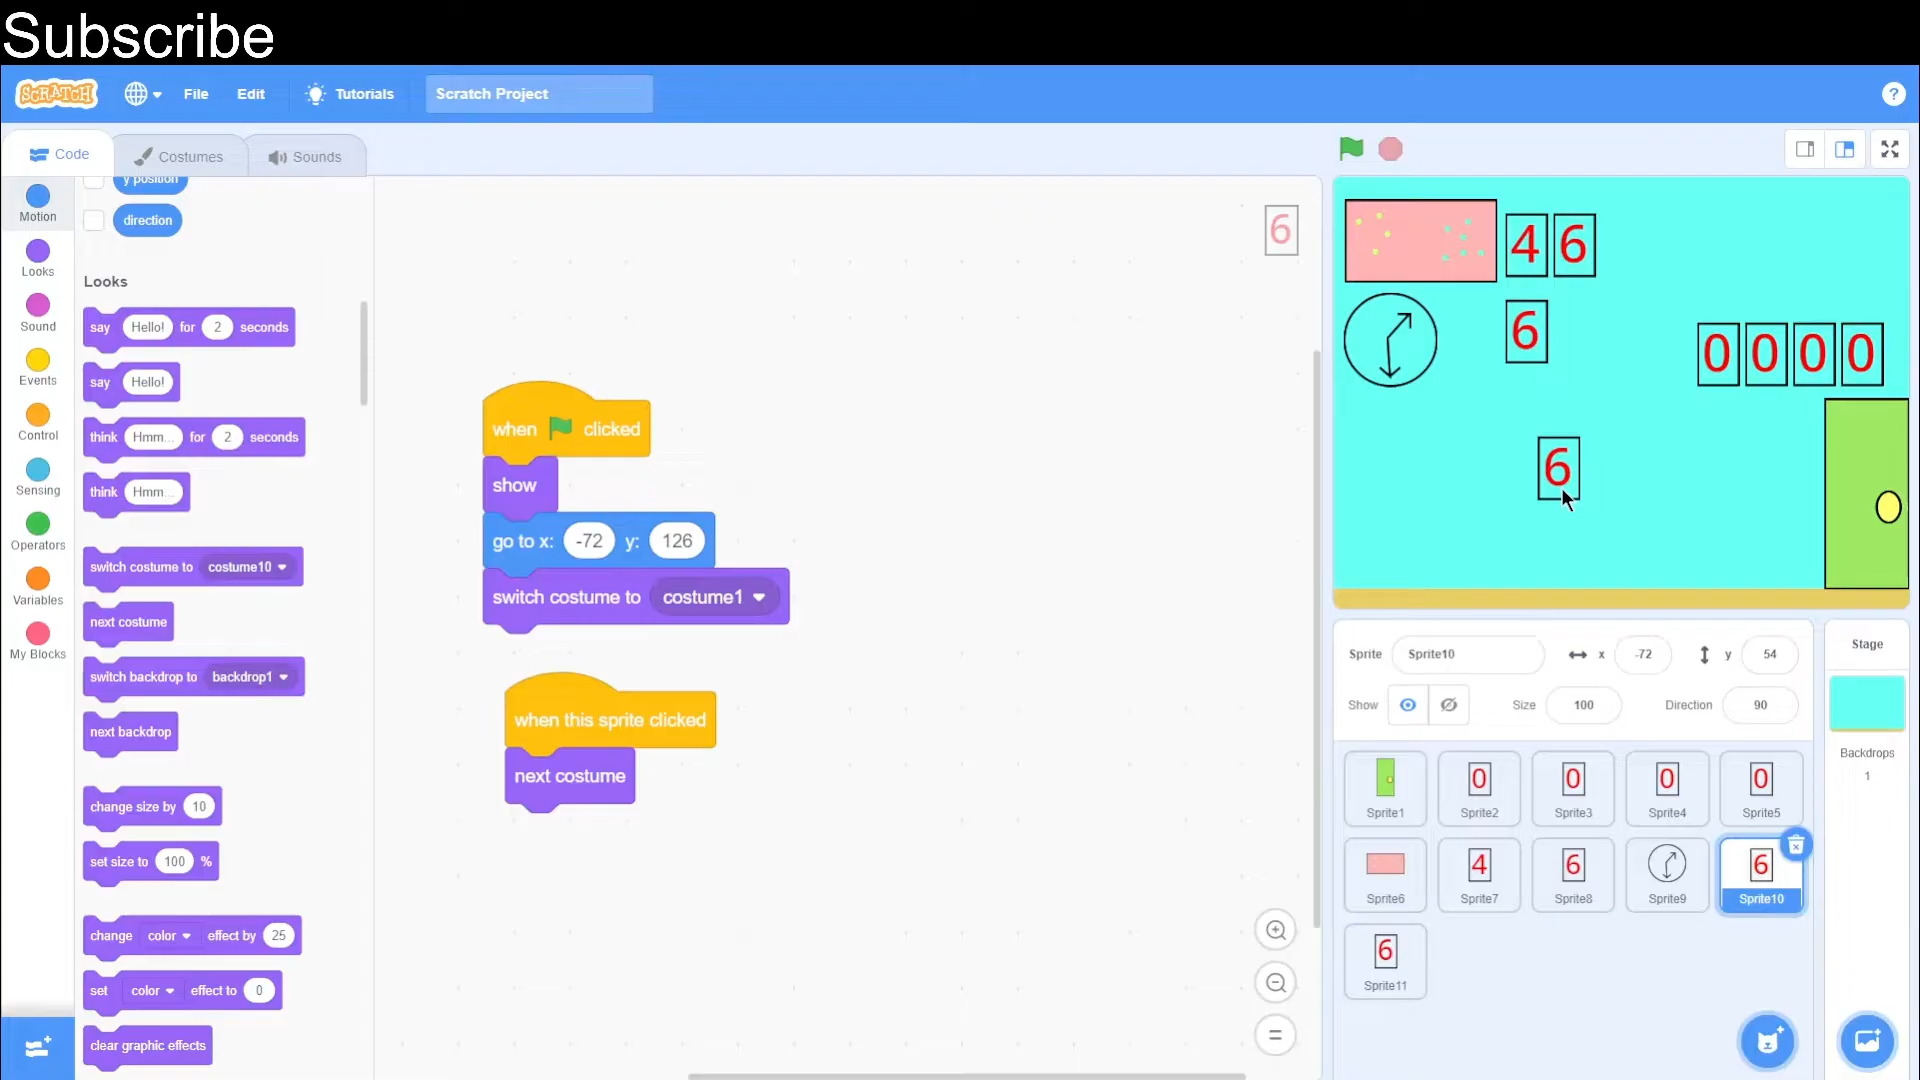 Subscribe
SCRATCH File Edit Tutorials Scratch Project ?
Code Costumes Sounds
Motion
Looks
Sound
Events
Control
Sensing
Operators
Variables
My Blocks
y position
direction
Looks
say Hello! for 2 seconds
say Hello!
think Hmm... for 2 seconds
think Hmm...
switch costume to costume10
next costume
switch backdrop to backdrop1
next backdrop
change size by 10
set size to 100 %
change color effect by 25
set color effect to 0
clear graphic effects
6
when clicked
show
go to x: -72 y: 126
switch costume to costume1
when this sprite clicked
next costume
4 6
6
0 0 0 0
6
Sprite Sprite10 x -72 y 54
Show Size 100 Direction 90
0 0 0 0
Sprite1 Sprite2 Sprite3 Sprite4 Sprite5
4 6 6
Sprite6 Sprite7 Sprite8 Sprite9 Sprite10
6
Sprite11
Stage
Backdrops
1